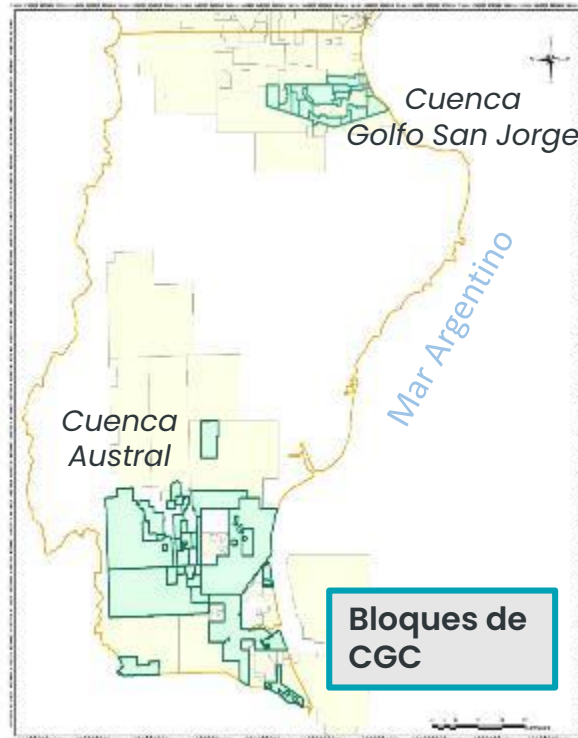 Cuenca
Golfo San Jorge
Mar Argentino
Cuenca
Austral
Bloques de
CGC